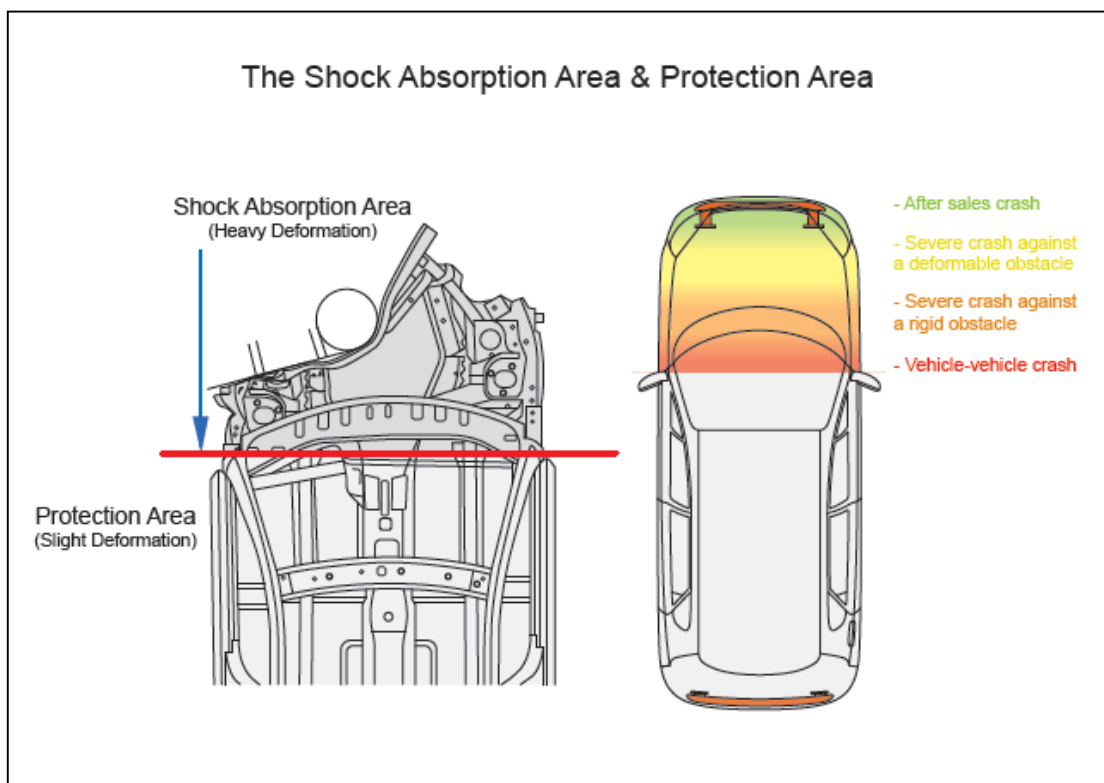 The Shock Absorption Area & Protection Area
Shock Absorption Area
(Heavy Deformation)
Protection Area
(Slight Deformation)
- After sales crash
- Severe crash against
a deformable obstacle
- Severe crash against
a rigid obstacle
- Vehicle-vehicle crash